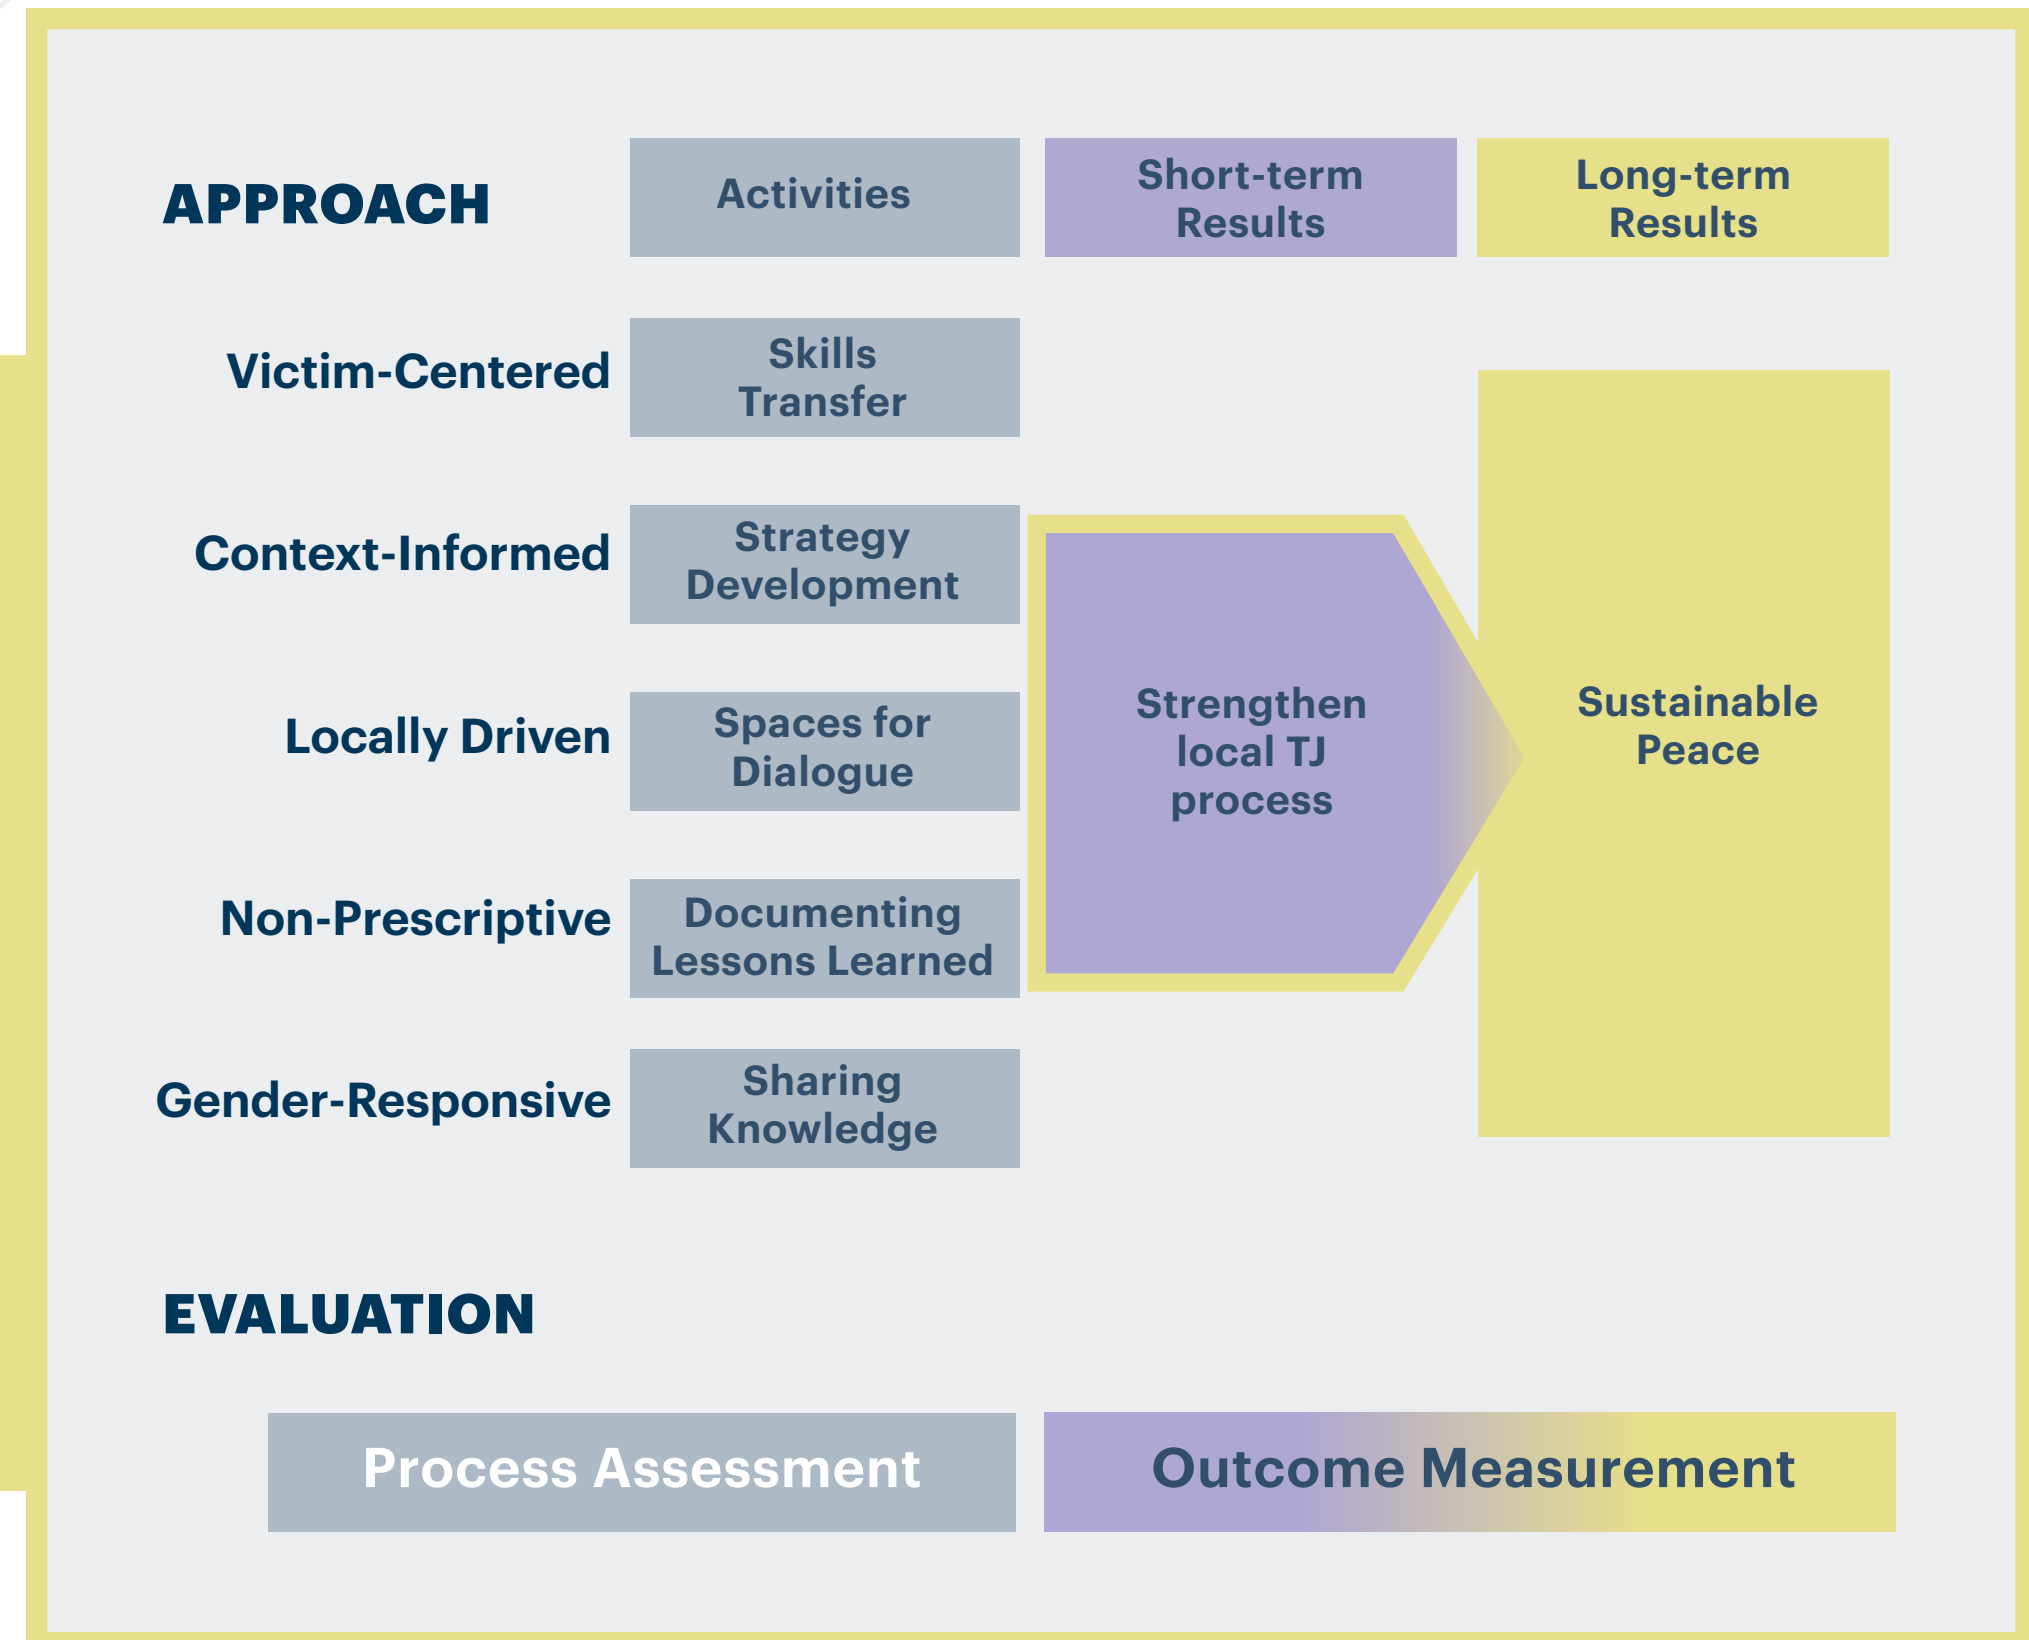 APPROACH
Activities
Short-term
Results
Long-term
Results
Victim-Centered
Skills
Transfer
Context-Informed
Strategy
Development
Locally Driven
Spaces for
Dialogue
Non-Prescriptive
Documenting
Lessons Learned
Gender-Responsive
Sharing
Knowledge
Strengthen
local TJ
process
Sustainable
Peace
EVALUATION
Process Assessment
Outcome Measurement